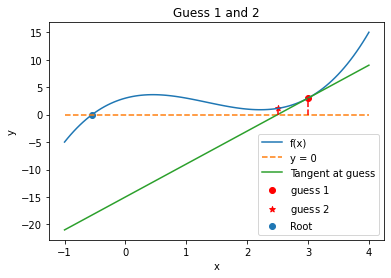 Guess 1 and 2
15
10
5
0
−5
−10
−15
−20
y
−1
0
1
2
3
4
x
f(x)
y = 0
Tangent at guess
guess 1
guess 2
Root